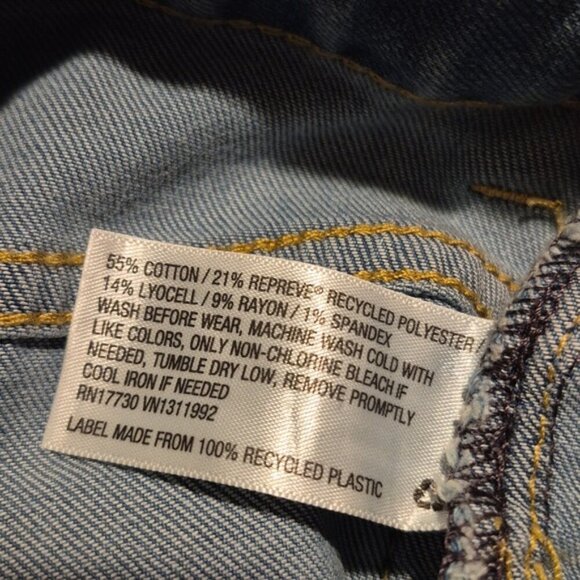 55% COTTON / 21% REPREVE® RECYCLED POLYESTER
14% LYOCELL / 9% RAYON / 1% SPANDEX
WASH BEFORE WEAR, MACHINE WASH COLD WITH
LIKE COLORS, ONLY NON-CHLORINE BLEACH IF
NEEDED, TUMBLE DRY LOW, REMOVE PROMPTLY
COOL IRON IF NEEDED
RN17730 VN1311992
LABEL MADE FROM 100% RECYCLED PLASTIC